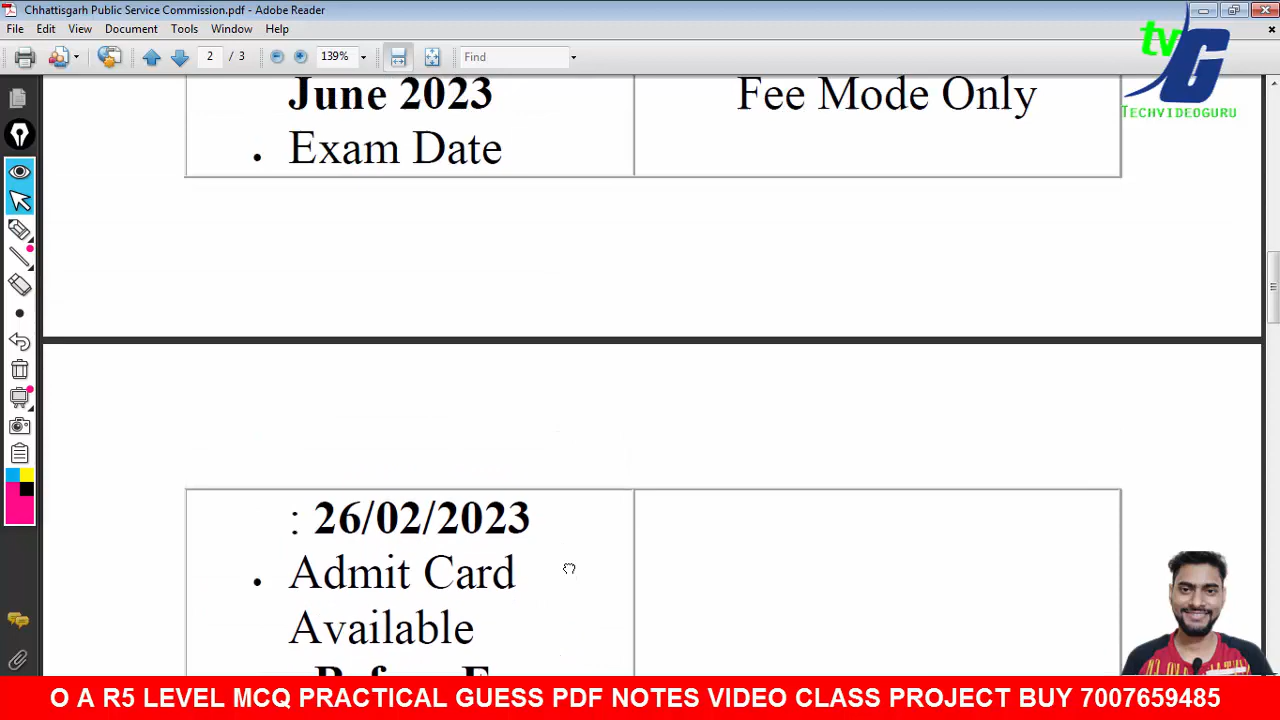 Chhattisgarh Public Service Commission.pdf - Adobe Reader
File Edit View Document Tools Window Help
2 / 3 139% Find
tv G
TECHVIDEOGURU
June 2023
• Exam Date
Fee Mode Only
: 26/02/2023
• Admit Card
Available
O A R5 LEVEL MCQ PRACTICAL GUESS PDF NOTES VIDEO CLASS PROJECT BUY 7007659485